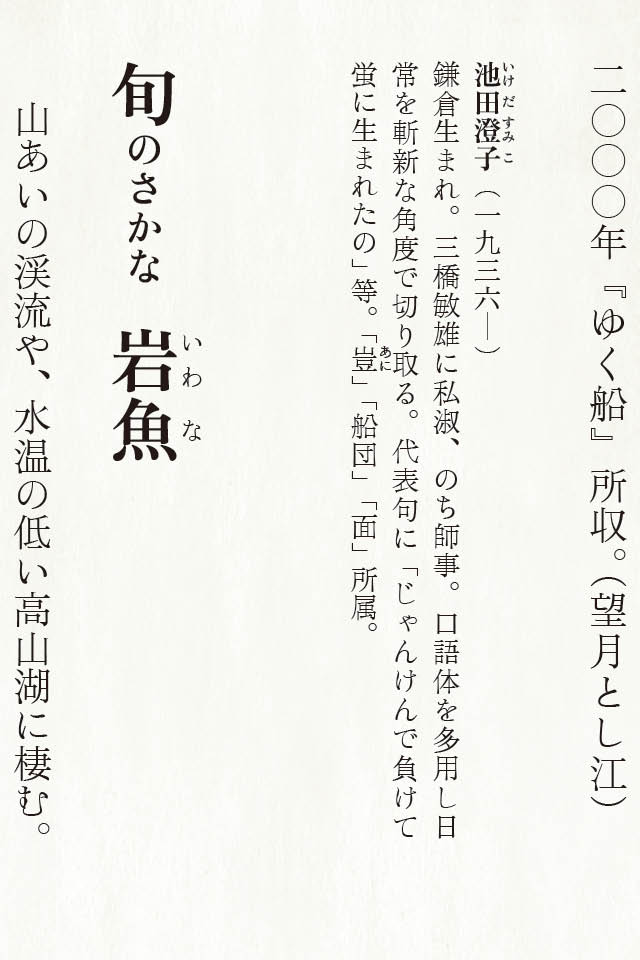 二〇〇〇年『ゆく船』所収。（望月とし江）
池田澄子（一九三六―）
いけだすみこ
鎌倉生まれ。三橋敏雄に私淑、のち師事。口語体を多用し日
常を斬新な角度で切り取る。代表句に「じゃんけんで負けて
蛍に生まれたの」等。「豈」「船団」「面」所属。
あに
旬のさかな　岩魚
いわな
山あいの渓流や、水温の低い高山湖に棲む。